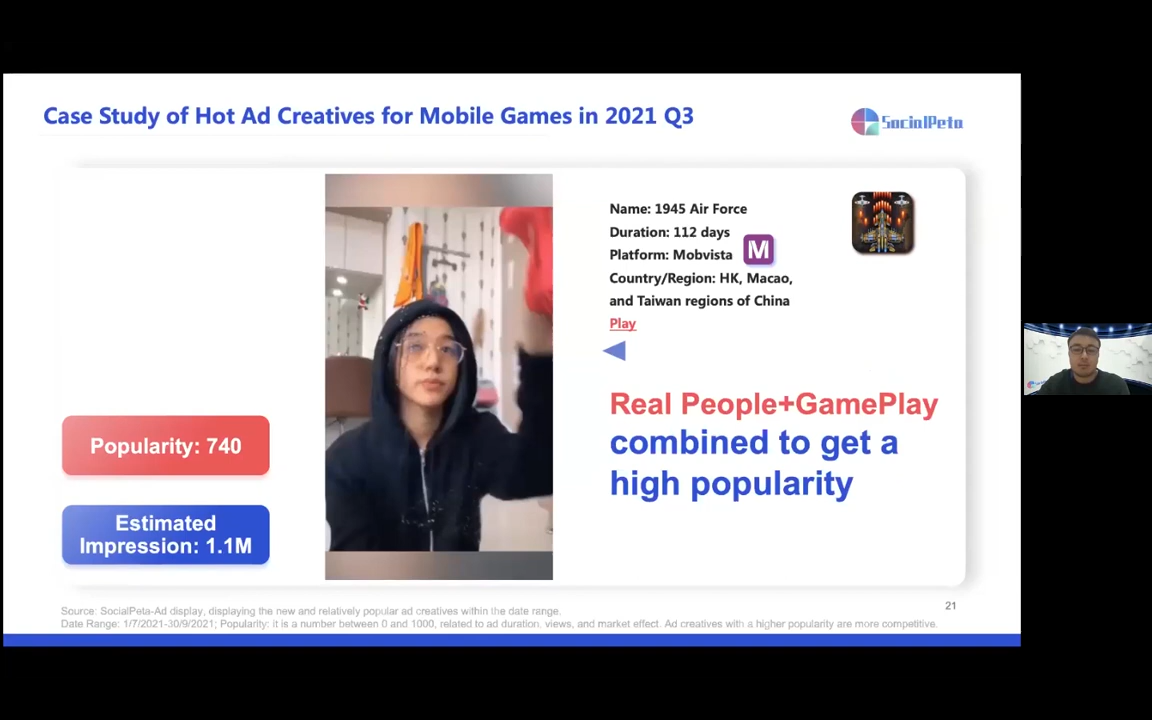 Case Study of Hot Ad Creatives for Mobile Games in 2021 Q3
SocialPeta
Name: 1945 Air Force
Duration: 112 days
Platform: Mobvista
M
Country/Region: HK, Macao,
and Taiwan regions of China
Play
Real People+GamePlay
combined to get a
high popularity
Popularity: 740
Estimated
Impression: 1.1M
21
Source: SocialPeta-Ad display, displaying the new and relatively popular ad creatives within the date range.
Date Range: 1/7/2021-30/9/2021; Popularity: it is a number between 0 and 1000, related to ad duration, views, and market effect. Ad creatives with a higher popularity are more competitive.